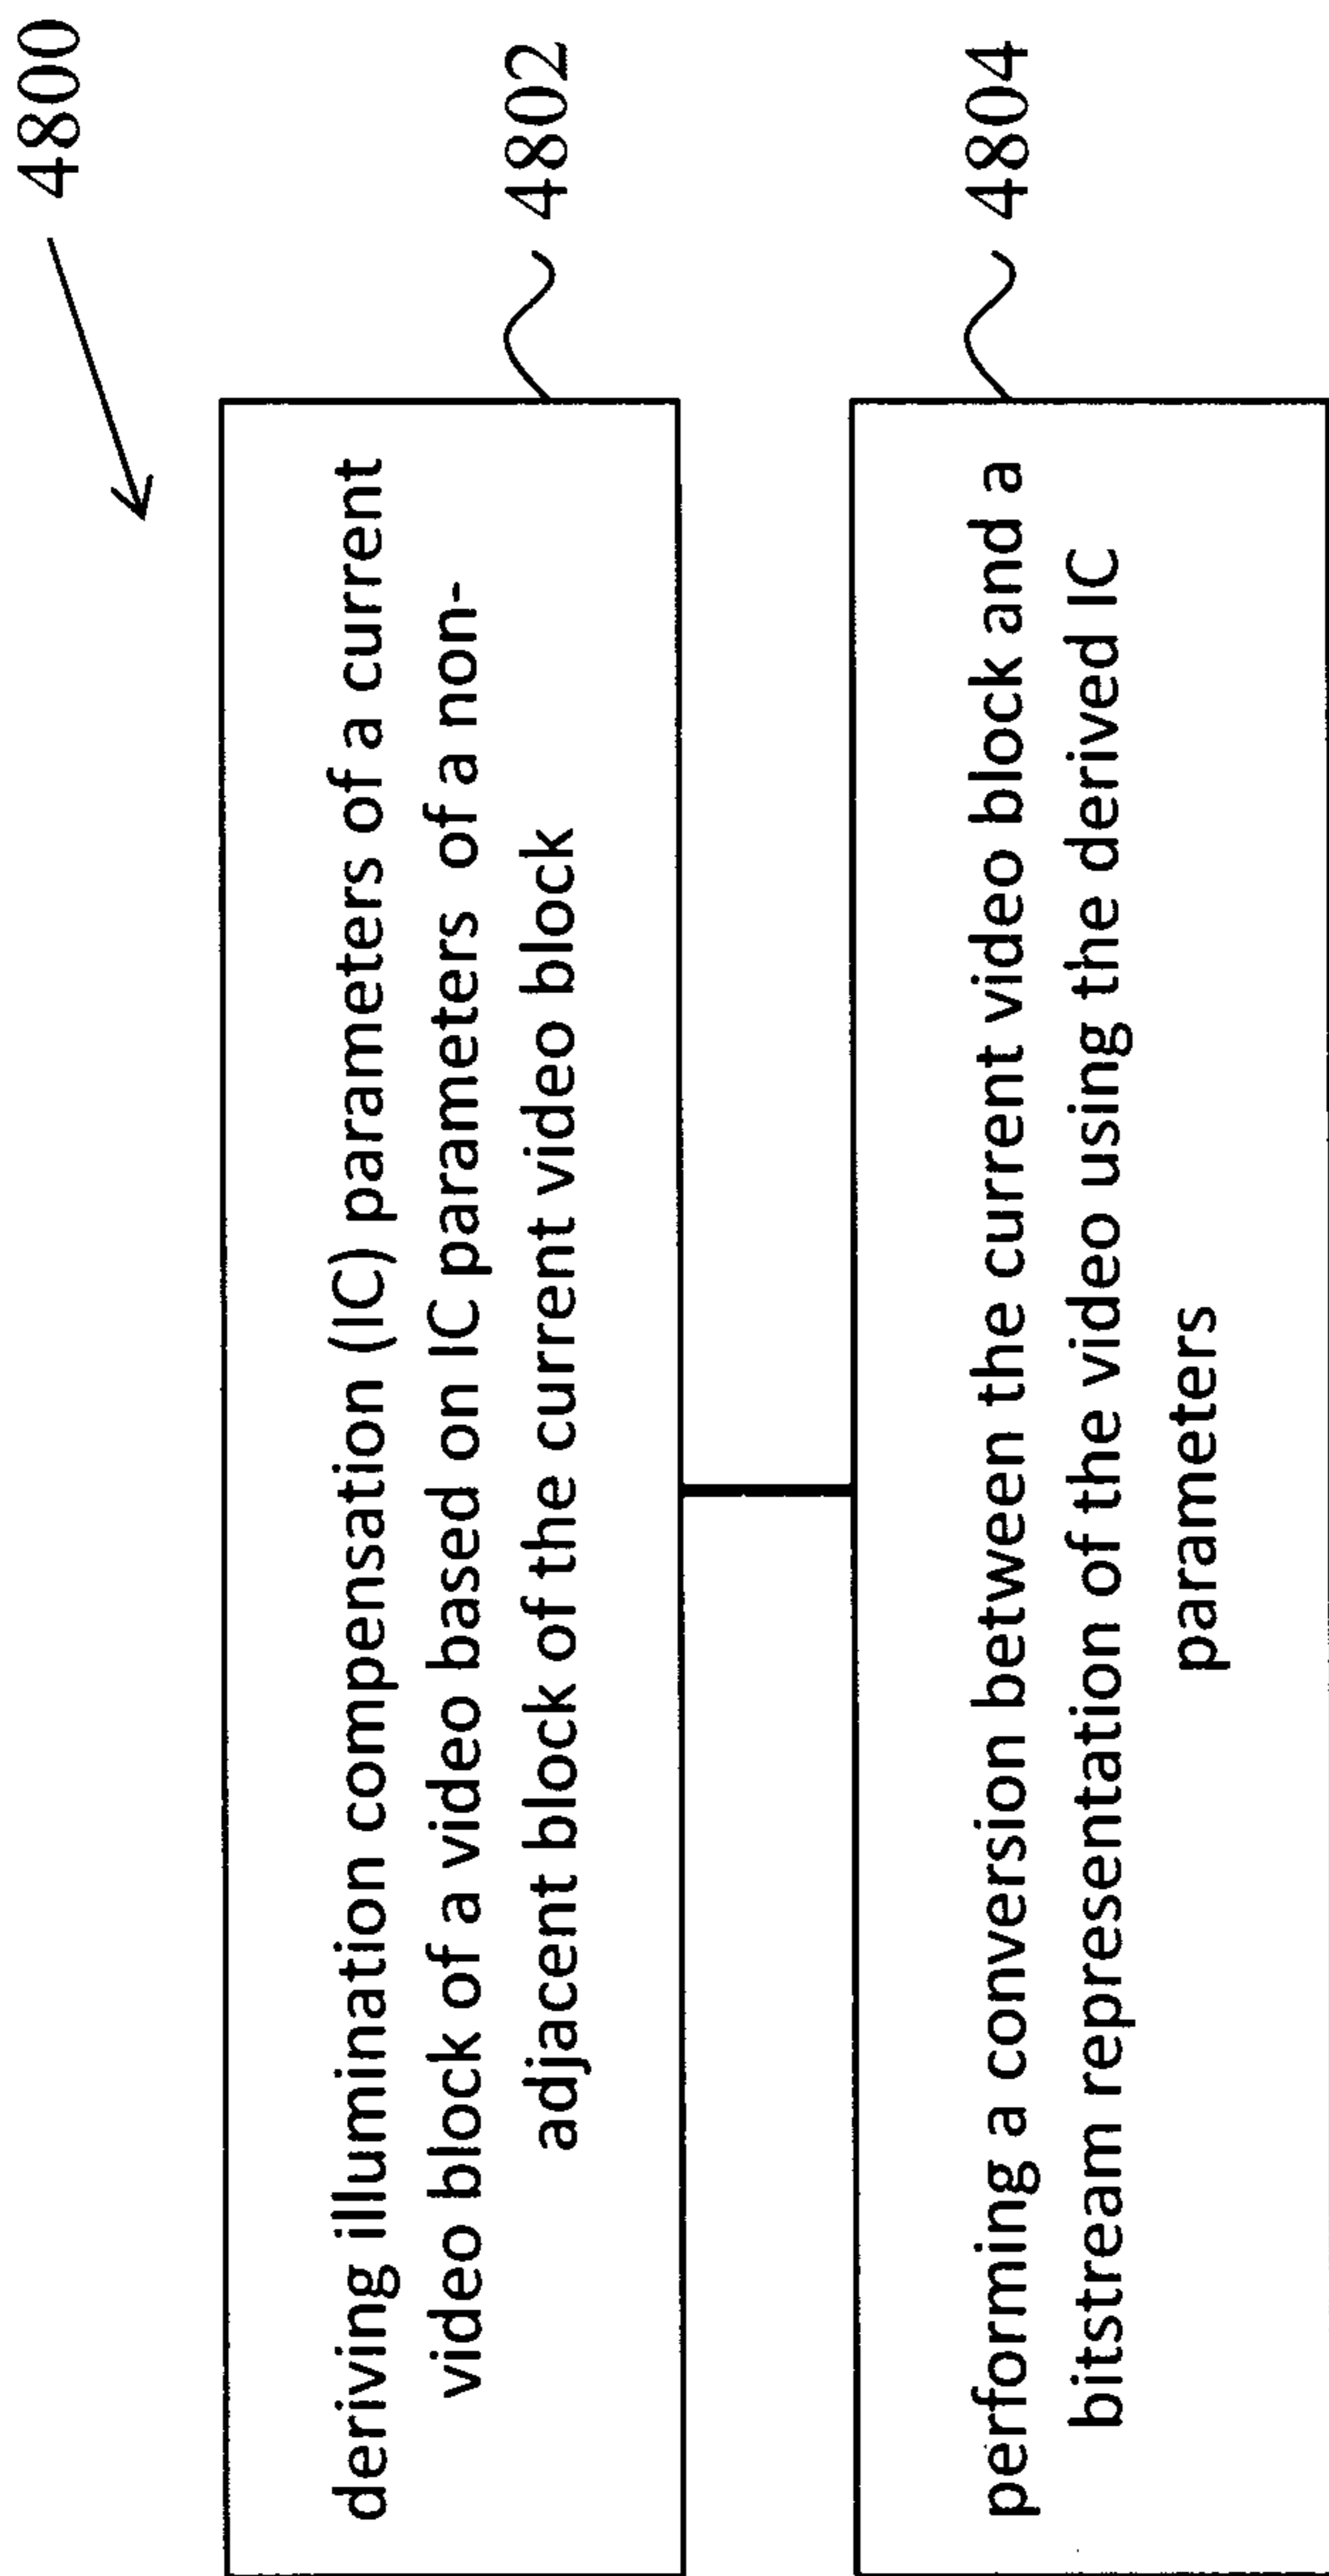 4800
deriving illumination compensation (IC) parameters of a current
video block of a video based on IC parameters of a non-
adjacent block of the current video block
4802
performing a conversion between the current video block and a
bitstream representation of the video using the derived IC
parameters
4804